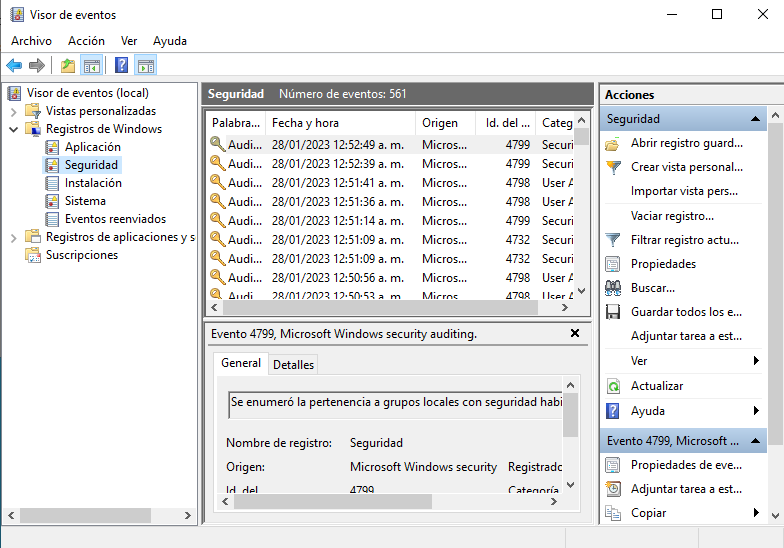 Visor de eventos
Archivo Acción Ver Ayuda
Visor de eventos (local)
Vistas personalizadas
Registros de Windows
Aplicación
Seguridad
Instalación
Sistema
Eventos reenviados
Registros de aplicaciones y s
Suscripciones
Seguridad Número de eventos: 561
Palabra... Fecha y hora Origen Id. del ... Categ
Audi... 28/01/2023 12:52:49 a. m. Micros... 4799 Securi
Audi... 28/01/2023 12:52:39 a. m. Micros... 4799 Securi
Audi... 28/01/2023 12:51:41 a. m. Micros... 4798 User A
Audi... 28/01/2023 12:51:36 a. m. Micros... 4798 User A
Audi... 28/01/2023 12:51:14 a. m. Micros... 4799 Securi
Audi... 28/01/2023 12:51:09 a. m. Micros... 4732 Securi
Audi... 28/01/2023 12:51:09 a. m. Micros... 4732 Securi
Audi... 28/01/2023 12:50:56 a. m. Micros... 4798 User A
Audi... 28/01/2023 12:50:53 a. m. Micros... 4798 User A
Evento 4799, Microsoft Windows security auditing.
General Detalles
Se enumeró la pertenencia a grupos locales con seguridad habi
Nombre de registro: Seguridad
Origen: Microsoft Windows security Registrado
Id. del 4799 Categoría
Acciones
Seguridad
Abrir registro guard...
Crear vista personal...
Importar vista pers...
Vaciar registro...
Filtrar registro actu...
Propiedades
Buscar...
Guardar todos los e...
Adjuntar tarea a est...
Ver
Actualizar
Ayuda
Evento 4799, Microsoft ...
Propiedades de eve...
Adjuntar tarea a est...
Copiar